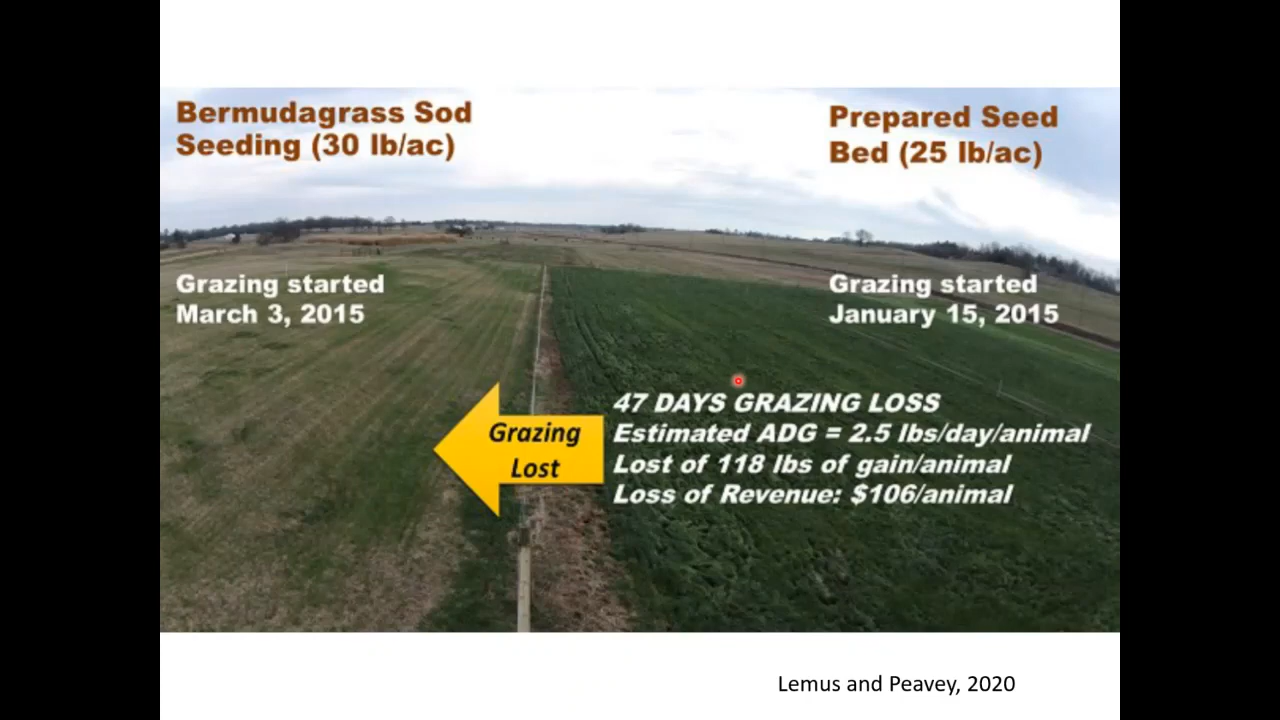 Bermudagrass Sod
Seeding (30 lb/ac)
Prepared Seed
Bed (25 lb/ac)
Grazing started
March 3, 2015
Grazing started
January 15, 2015
Grazing
Lost
47 DAYS GRAZING LOSS
Estimated ADG = 2.5 lbs/day/animal
Lost of 118 lbs of gain/animal
Loss of Revenue: $106/animal
Lemus and Peavey, 2020